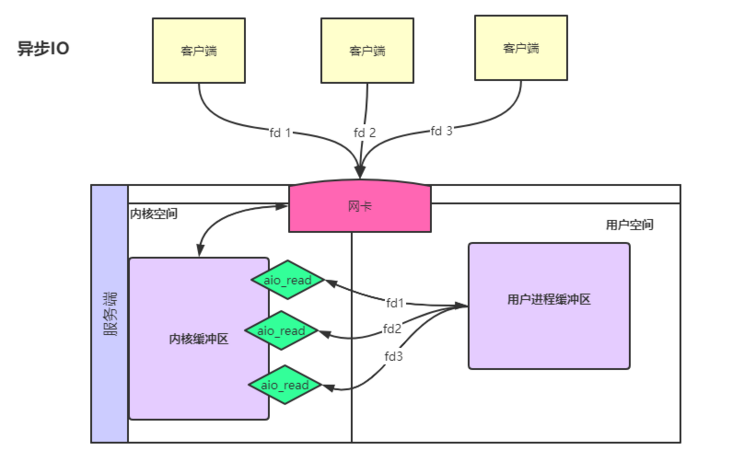 异步IO
客户端
客户端
客户端
fd 1
fd 2
fd 3
网卡
内核空间
用户空间
服务端
aio_read
fd1
用户进程缓冲区
aio_read
fd2
内核缓冲区
fd3
aio_read